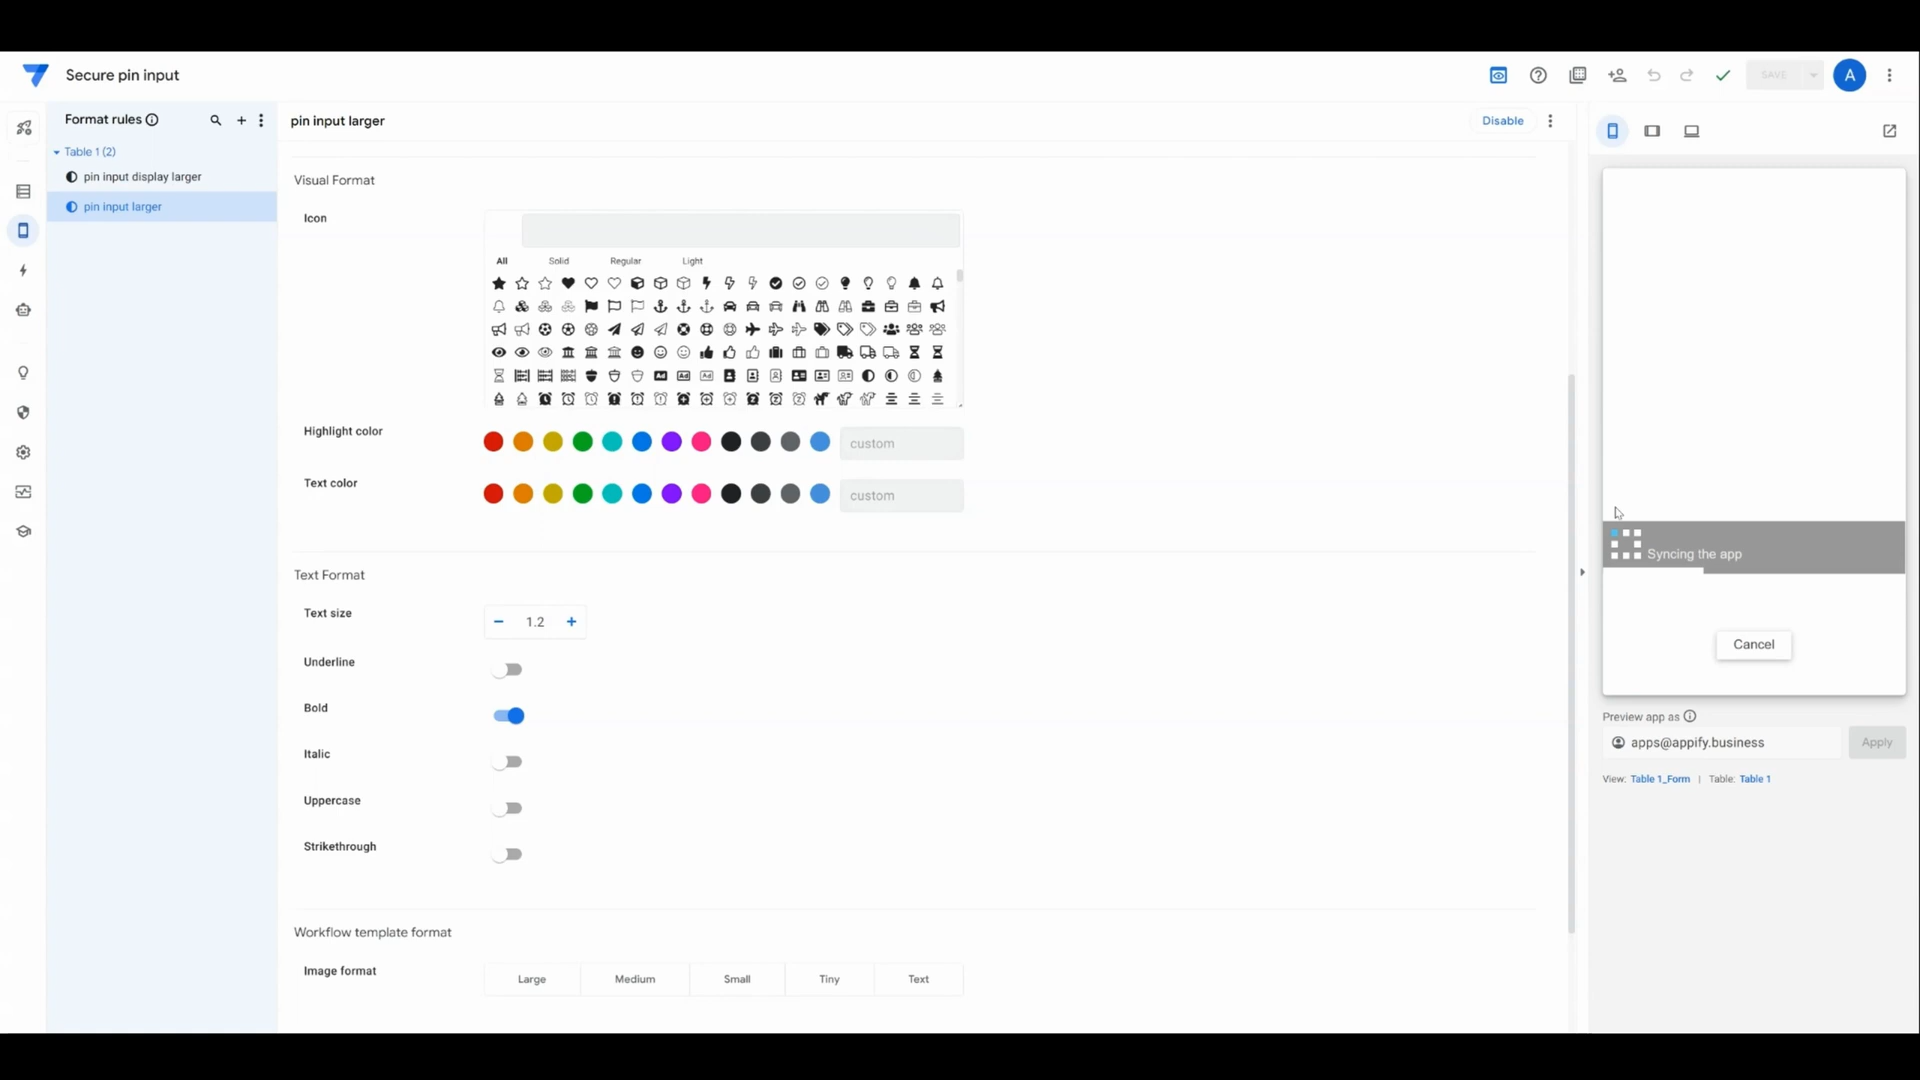 Secure pin input
SAVE
A
Format rules
Table 1 (2)
pin input display larger
pin input larger
pin input larger
Disable
Visual Format
Icon
All Solid Regular Light
Highlight color
custom
Text color
custom
Text Format
Text size
1.2
Underline
Bold
Italic
Uppercase
Strikethrough
Workflow template format
Image format
Large Medium Small Tiny Text
Syncing the app
Cancel
Preview app as
apps@appify.business
Apply
View: Table 1_Form | Table: Table 1